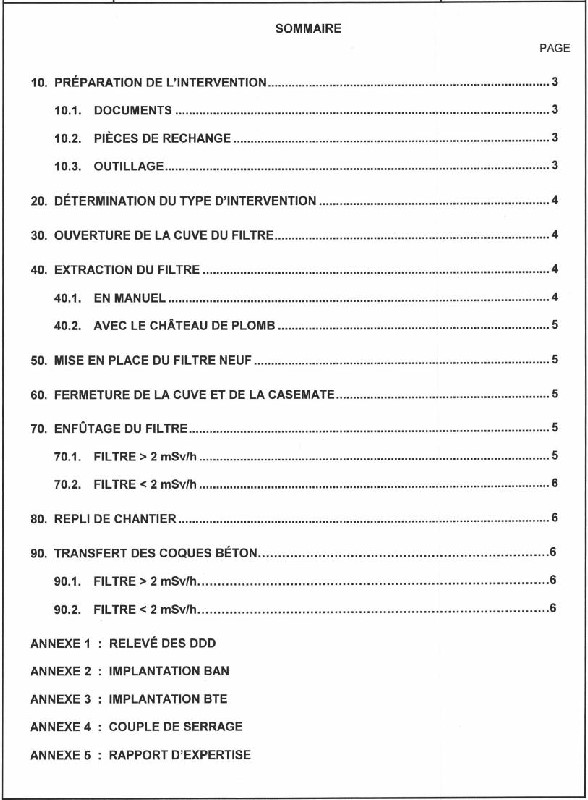 SOMMAIRE
PAGE
10. PRÉPARATION DE L'INTERVENTION 3
10.1. DOCUMENTS 3
10.2. PIÈCES DE RECHANGE 3
10.3. OUTILLAGE 3
20. DÉTERMINATION DU TYPE D'INTERVENTION 4
30. OUVERTURE DE LA CUVE DU FILTRE 4
40. EXTRACTION DU FILTRE 4
40.1. EN MANUEL 4
40.2. AVEC LE CHÂTEAU DE PLOMB 5
50. MISE EN PLACE DU FILTRE NEUF 5
60. FERMETURE DE LA CUVE ET DE LA CASEMATE 5
70. ENFÛTAGE DU FILTRE 5
70.1. FILTRE > 2 mSv/h 5
70.2. FILTRE < 2 mSv/h 6
80. REPLI DE CHANTIER 6
90. TRANSFERT DES COQUES BÉTON 6
90.1. FILTRE > 2 mSv/h 6
90.2. FILTRE < 2 mSv/h 6
ANNEXE 1 : RELEVÉ DES DDD
ANNEXE 2 : IMPLANTATION BAN
ANNEXE 3 : IMPLANTATION BTE
ANNEXE 4 : COUPLE DE SERRAGE
ANNEXE 5 : RAPPORT D'EXPERTISE